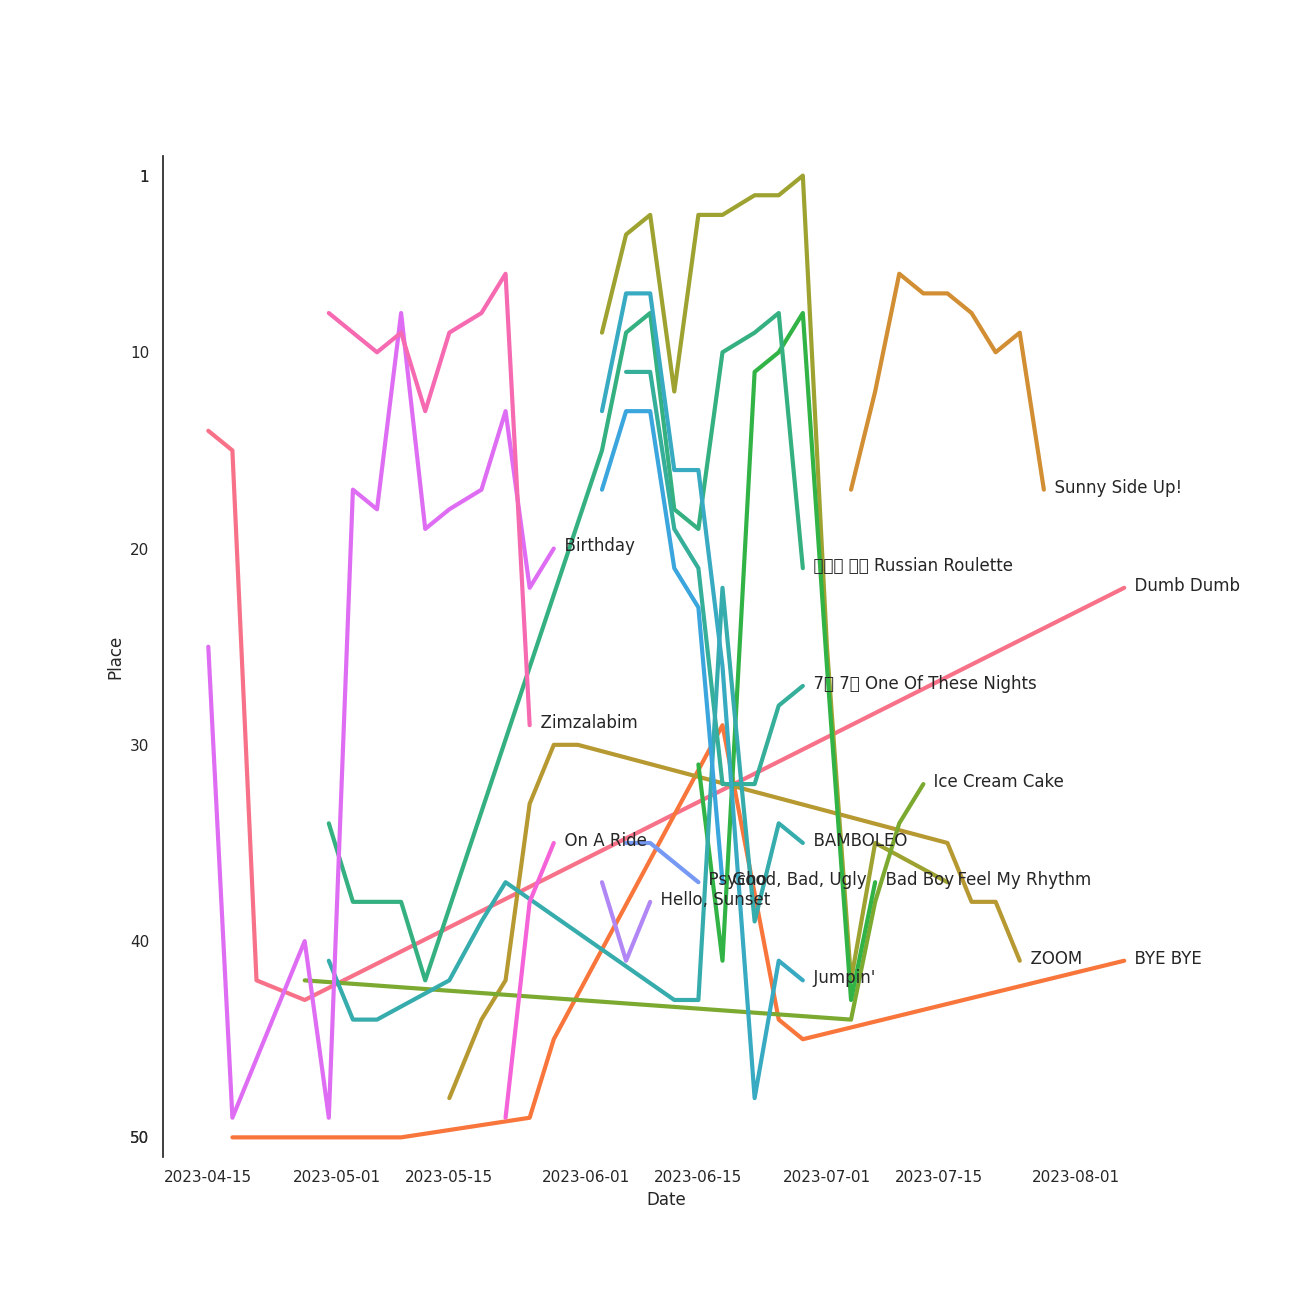 1
10
20
30
40
50
Place
Sunny Side Up!
Birthday
Russian Roulette
Dumb Dumb
7 7 One Of These Nights
Zimzalabim
Ice Cream Cake
On A Ride
BAMBOLEO
Psycho
Good, Bad, Ugly
Bad Boy
Feel My Rhythm
Hello, Sunset
ZOOM
BYE BYE
Jumpin'
2023-04-15
2023-05-01
2023-05-15
2023-06-01
2023-06-15
2023-07-01
2023-07-15
2023-08-01
Date